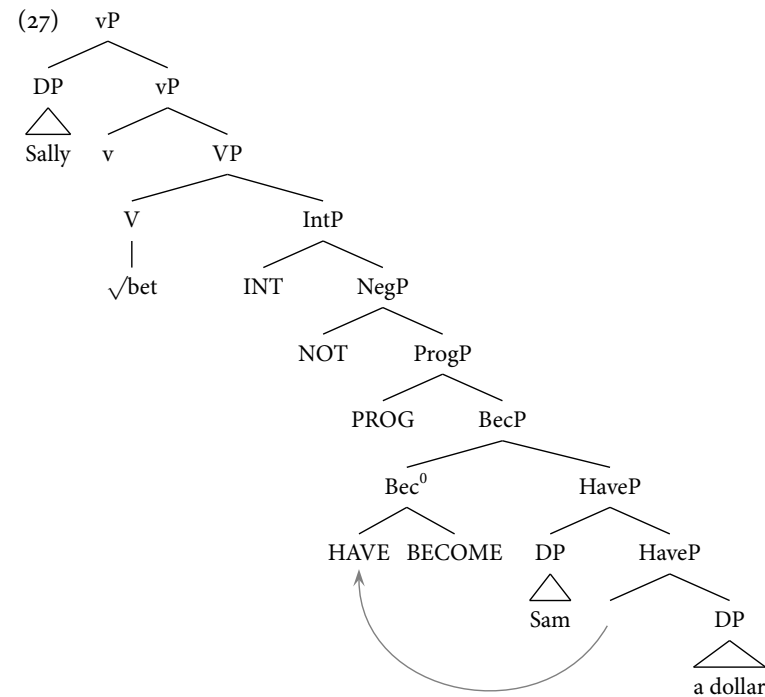 (27) vP
DP vP
Sally v VP
V IntP
√bet INT NegP
NOT ProgP
PROG BecP
Bec⁰ HaveP
HAVE BECOME DP HaveP
Sam DP
a dollar